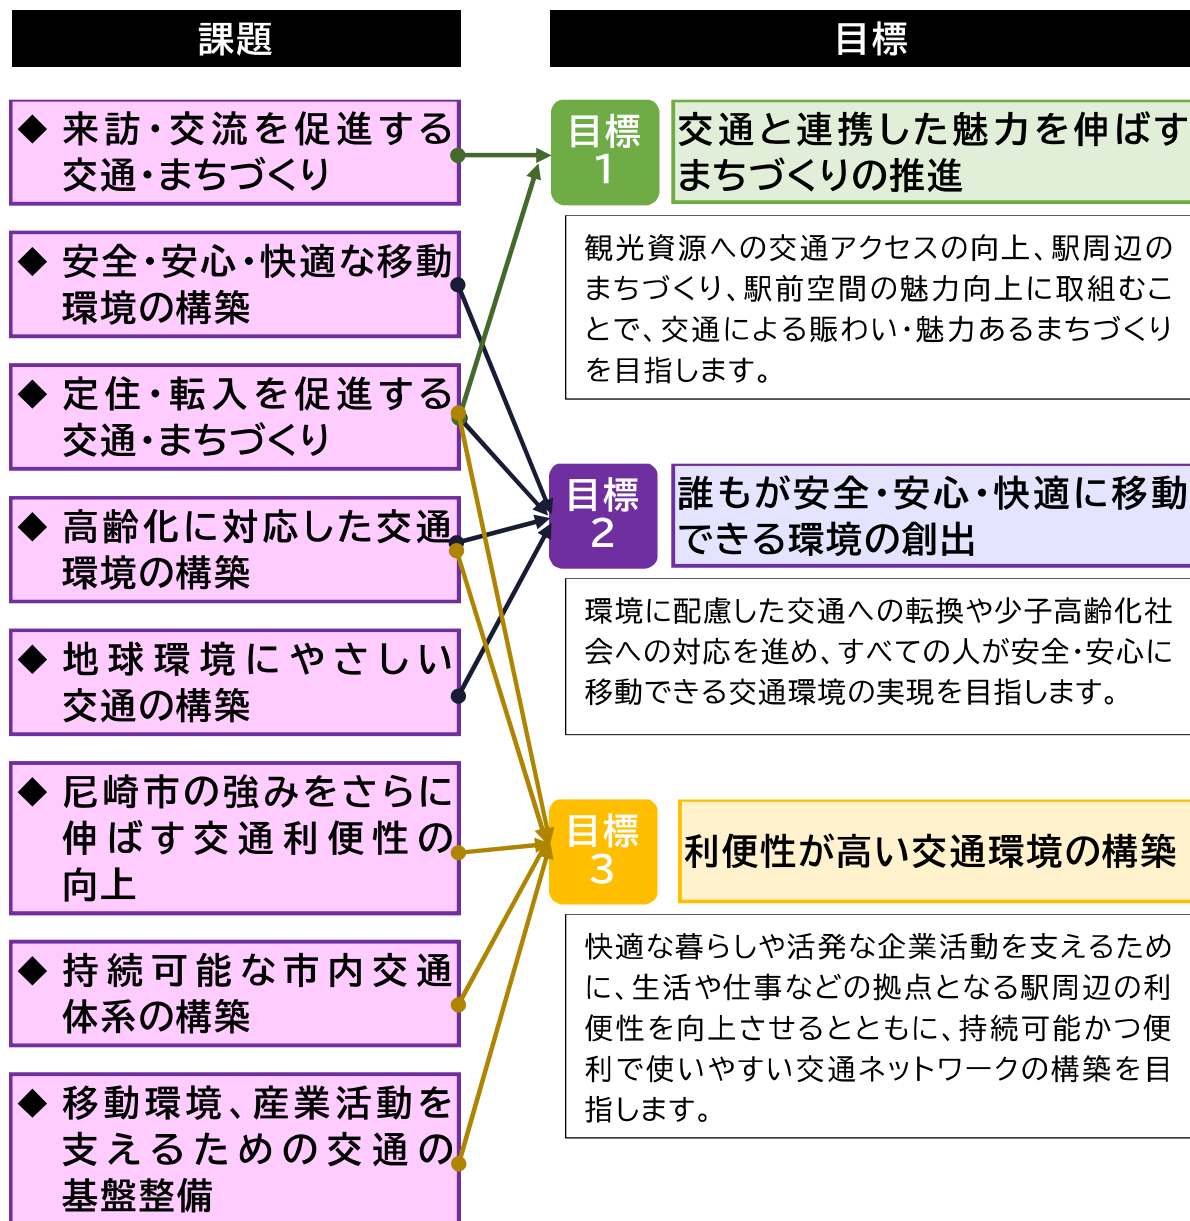 課題
◆ 来訪・交流を促進する
交通・まちづくり
◆ 安全・安心・快適な移動
環境の構築
◆ 定住・転入を促進する
交通・まちづくり
◆ 高齢化に対応した交通
環境の構築
◆ 地球環境にやさしい
交通の構築
◆ 尼崎市の強みをさらに
伸ばす交通利便性の
向上
◆ 持続可能な市内交通
体系の構築
◆ 移動環境、産業活動を
支えるための交通の
基盤整備
目標
目標
1
交通と連携した魅力を伸ばす
まちづくりの推進
観光資源への交通アクセスの向上、駅周辺の
まちづくり、駅前空間の魅力向上に取組むこ
とで、交通による賑わい・魅力あるまちづくり
を目指します。
目標
2
誰もが安全・安心・快適に移動
できる環境の創出
環境に配慮した交通への転換や少子高齢化社
会への対応を進め、すべての人が安全・安心に
移動できる交通環境の実現を目指します。
目標
3
利便性が高い交通環境の構築
快適な暮らしや活発な企業活動を支えるため
に、生活や仕事などの拠点となる駅周辺の利
便性を向上させるとともに、持続可能かつ便
利で使いやすい交通ネットワークの構築を目
指します。